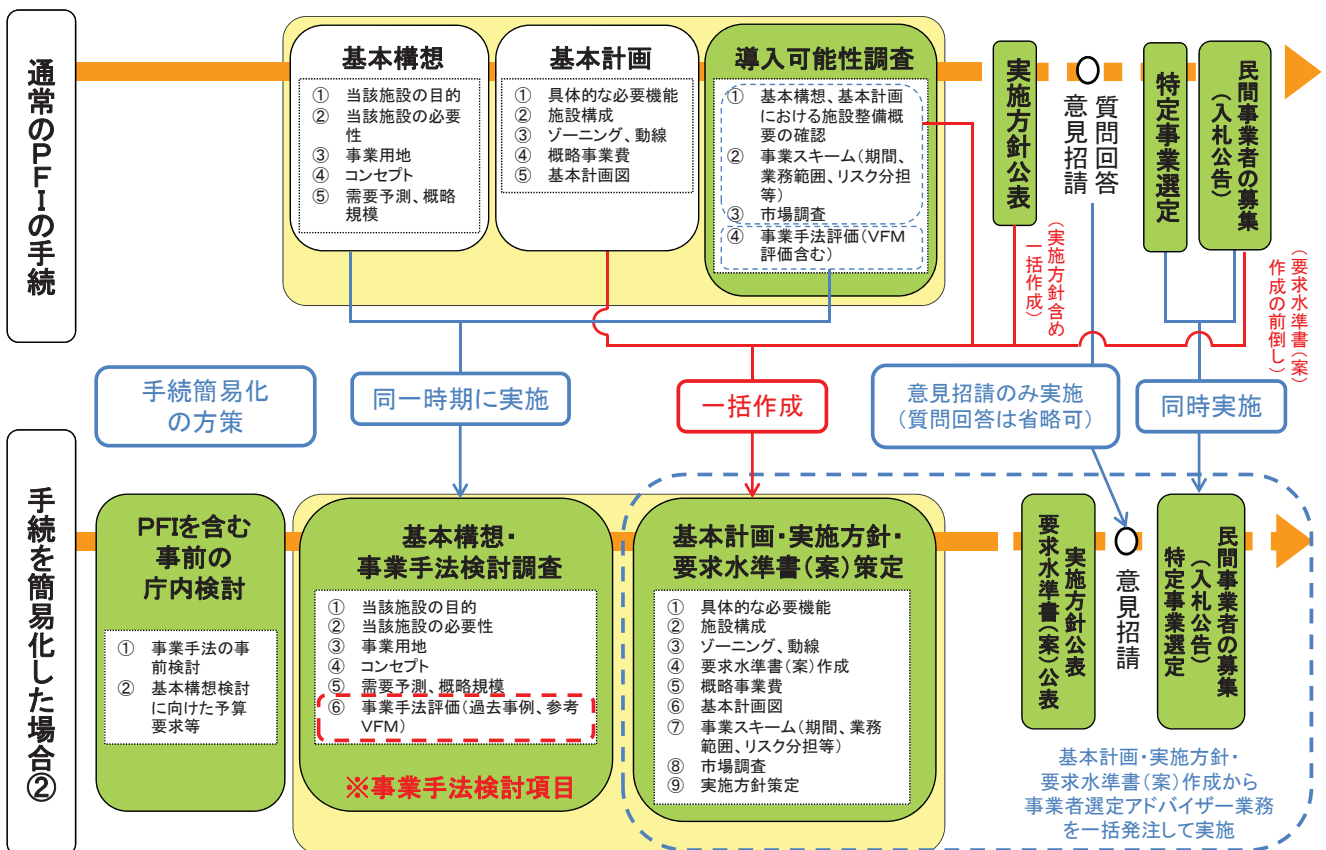 通常のPFIの手続
基本構想
① 当該施設の目的
② 当該施設の必要
性
③ 事業用地
④ コンセプト
⑤ 需要予測、概略
規模
基本計画
① 具体的な必要機能
② 施設構成
③ ゾーニング、動線
④ 概略事業費
⑤ 基本計画図
導入可能性調査
① 基本構想、基本計画
における施設整備概
要の確認
② 事業スキーム(期間、
業務範囲、リスク分担
等)
③ 市場調査
④ 事業手法評価(VFM
評価含む)
実施方針公表
(実施方針含め
一括作成)
質問回答
意見招請
特定事業選定
民間事業者の募集
(入札公告)
(要求水準書(案)
作成の前倒し)
手続簡易化
の方策
同一時期に実施
一括作成
意見招請のみ実施
(質問回答は省略可)
同時実施
手続を簡易化した場合②
PFIを含む
事前の
庁内検討
① 事業手法の事
前検討
② 基本構想検討
に向けた予算
要求等
基本構想・
事業手法検討調査
① 当該施設の目的
② 当該施設の必要性
③ 事業用地
④ コンセプト
⑤ 需要予測、概略規模
⑥ 事業手法評価(過去事例、参考
VFM)
※事業手法検討項目
基本計画・実施方針・
要求水準書(案)策定
① 具体的な必要機能
② 施設構成
③ ゾーニング、動線
④ 要求水準書(案)作成
⑤ 概略事業費
⑥ 基本計画図
⑦ 事業スキーム(期間、業務
範囲、リスク分担等)
⑧ 市場調査
⑨ 実施方針策定
実施方針公表
要求水準書(案)公表
意見招請
民間事業者の募集
(入札公告)
特定事業選定
基本計画・実施方針・
要求水準書(案)作成から
事業者選定アドバイザー業務
を一括発注して実施